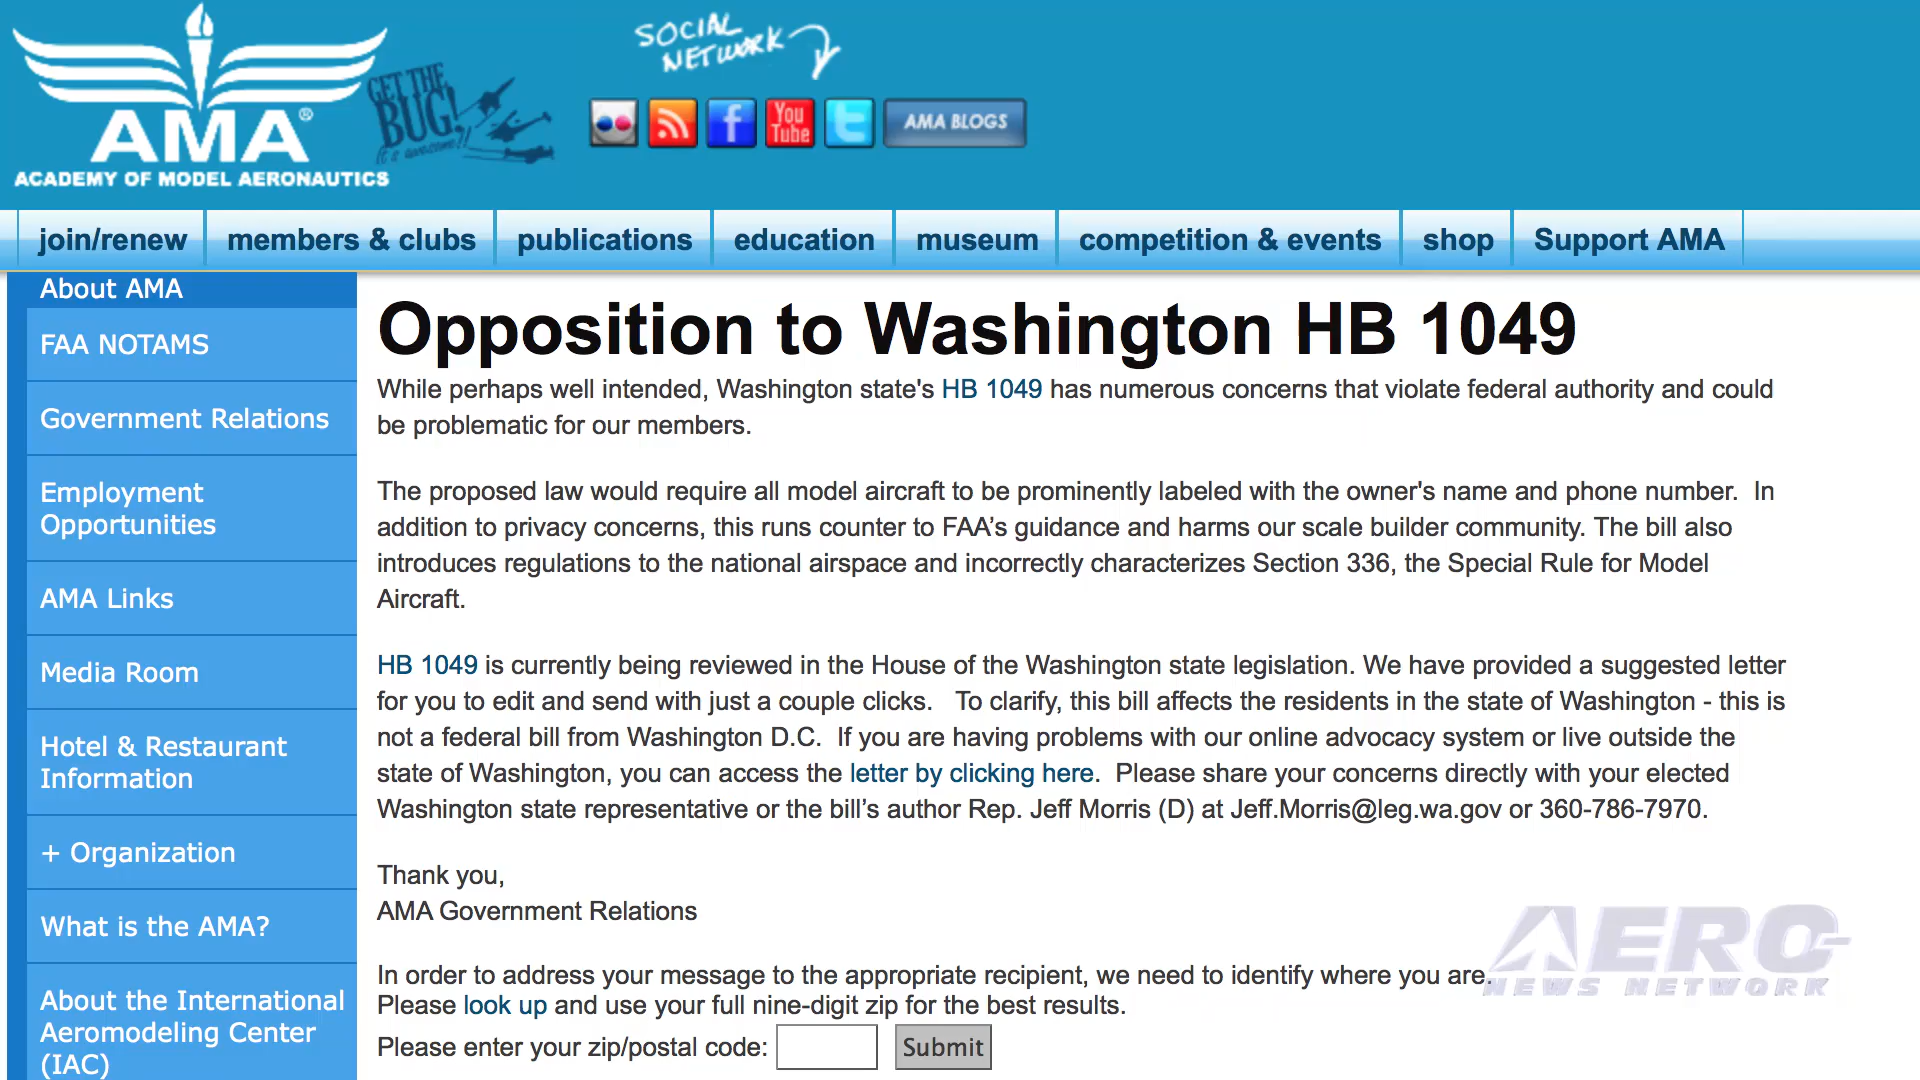 SOCIAL
NETWORK
GET THE
BUG!
it's awesome!!
AMA®
ACADEMY OF MODEL AERONAUTICS
You
Tube
AMA BLOGS
join/renew
members & clubs
publications
education
museum
competition & events
shop
Support AMA
About AMA
FAA NOTAMS
Government Relations
Employment
Opportunities
AMA Links
Media Room
Hotel & Restaurant
Information
+ Organization
What is the AMA?
About the International
Aeromodeling Center
(IAC)
Opposition to Washington HB 1049
While perhaps well intended, Washington state's HB 1049 has numerous concerns that violate federal authority and could
be problematic for our members.
The proposed law would require all model aircraft to be prominently labeled with the owner's name and phone number.  In
addition to privacy concerns, this runs counter to FAA’s guidance and harms our scale builder community. The bill also
introduces regulations to the national airspace and incorrectly characterizes Section 336, the Special Rule for Model
Aircraft.
HB 1049 is currently being reviewed in the House of the Washington state legislation. We have provided a suggested letter
for you to edit and send with just a couple clicks.   To clarify, this bill affects the residents in the state of Washington - this is
not a federal bill from Washington D.C.  If you are having problems with our online advocacy system or live outside the
state of Washington, you can access the letter by clicking here.  Please share your concerns directly with your elected
Washington state representative or the bill’s author Rep. Jeff Morris (D) at Jeff.Morris@leg.wa.gov or 360-786-7970.
Thank you,
AMA Government Relations
In order to address your message to the appropriate recipient, we need to identify where you are.
Please look up and use your full nine-digit zip for the best results.
Please enter your zip/postal code:
Submit
AERO-
NEWS NETWORK